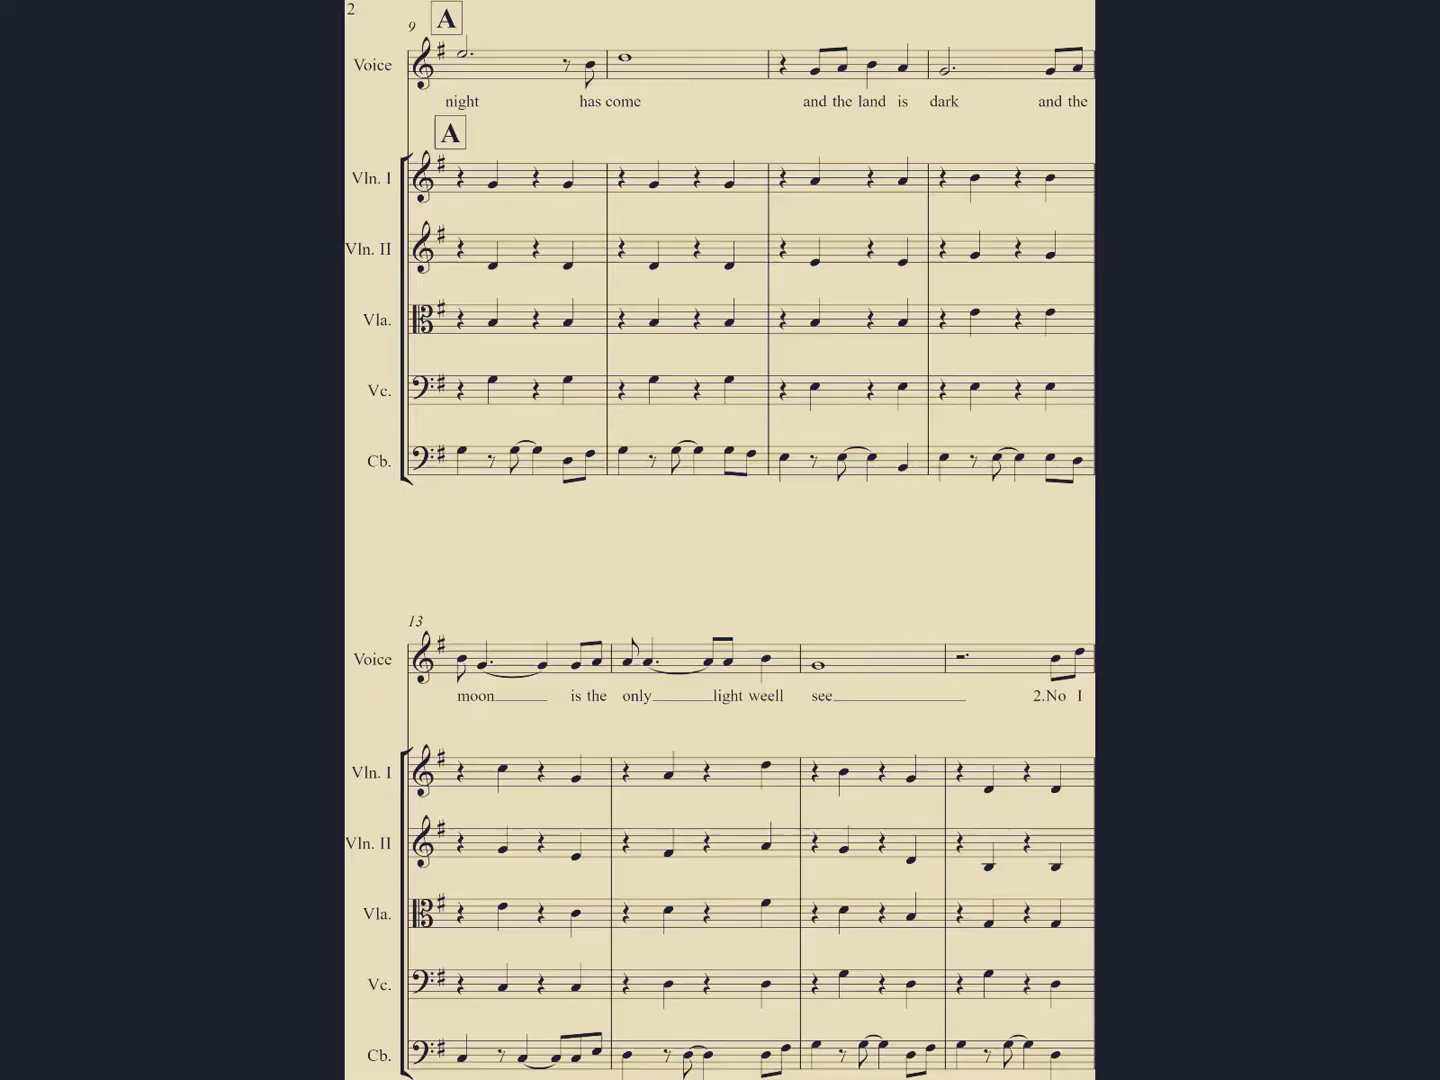 2
A
9
Voice
night has come and the land is dark and the
A
Vln. I
Vln. II
Vla.
Vc.
Cb.
13
Voice
moon is the only light weell see 2.No I
Vln. I
Vln. II
Vla.
Vc.
Cb.